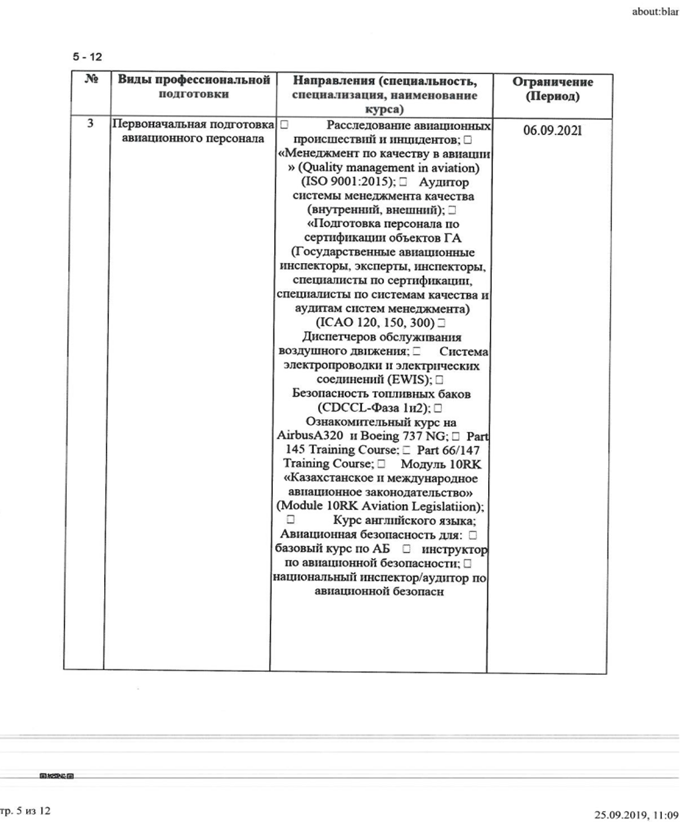 about:blar
5 - 12
№ Виды профессиональной Направления (специальность, Ограничение
подготовки специализация, наименование (Период)
курса)
3 Первоначальная подготовка □ Расследование авиационных 06.09.2021
авиационного персонала происшествий и инцидентов; □
«Менеджмент по качеству в авиации
» (Quality management in aviation)
(ISO 9001:2015); □ Аудитор
системы менеджмента качества
(внутренний, внешний); □
«Подготовка персонала по
сертификации объектов ГА
(Государственные авиационные
инспекторы, эксперты, инспекторы,
специалисты по сертификации,
специалисты по системам качества и
аудитам систем менеджмента)
(ICAO 120, 150, 300) □
Диспетчеров обслуживания
воздушного движения; □ Система
электропроводки и электрических
соединений (EWIS); □
Безопасность топливных баков
(CDCCL-Фаза 1и2); □
Ознакомительный курс на
AirbusA320 и Boeing 737 NG; □ Part
145 Training Course; □ Part 66/147
Training Course; □ Модуль 10RK
«Казахстанское и международное
авиационное законодательство»
(Module 10RK Aviation Legislatiion);
□ Курс английского языка;
Авиационная безопасность для: □
базовый курс по АБ □ инструктор
по авиационной безопасности; □
национальный инспектор/аудитор по
авиационной безопасн
тр. 5 из 12
25.09.2019, 11:09